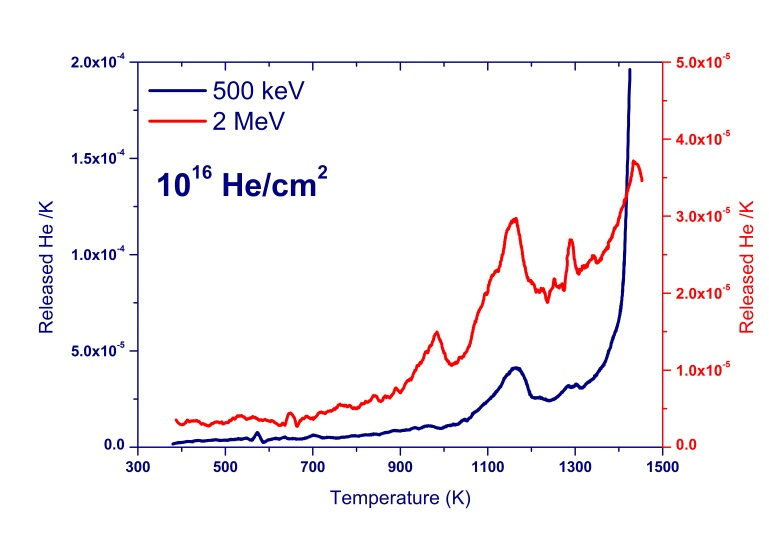 2.0x10⁻⁴
1.5x10⁻⁴
1.0x10⁻⁴
5.0x10⁻⁵
0.0
Released He /K
500 keV
2 MeV
10¹⁶ He/cm²
5.0x10⁻⁵
4.0x10⁻⁵
3.0x10⁻⁵
2.0x10⁻⁵
1.0x10⁻⁵
0.0
Released He /K
300 500 700 900 1100 1300 1500
Temperature (K)